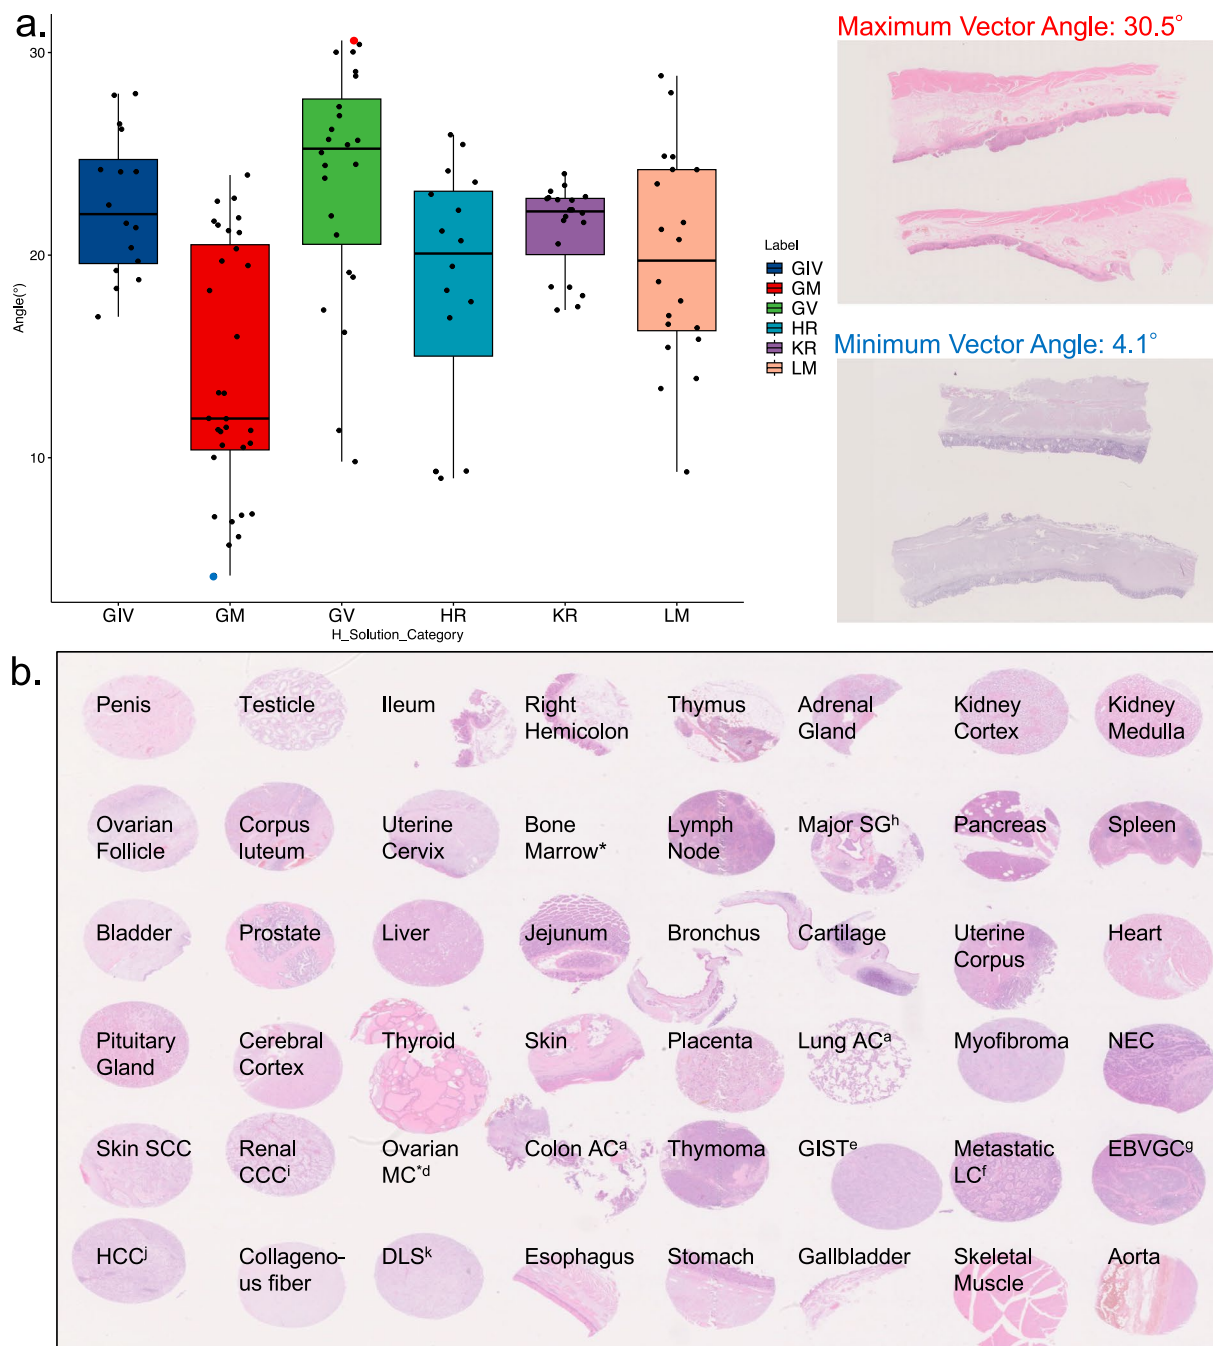 a.
30
20
10
Angle(°)
GIV
GM
GV
HR
KR
LM
H_Solution_Category
Label
GIV
GM
GV
HR
KR
LM
Maximum Vector Angle: 30.5°
Minimum Vector Angle: 4.1°
b.
Penis
Testicle
Ileum
Right
Hemicolon
Thymus
Adrenal
Gland
Kidney
Cortex
Kidney
Medulla
Ovarian
Follicle
Corpus
luteum
Uterine
Cervix
Bone
Marrow*
Lymph
Node
Major SGʰ
Pancreas
Spleen
Bladder
Prostate
Liver
Jejunum
Bronchus
Cartilage
Uterine
Corpus
Heart
Pituitary
Gland
Cerebral
Cortex
Thyroid
Skin
Placenta
Lung ACᵃ
Myofibroma
NEC
Skin SCC
Renal
CCCⁱ
Ovarian
MC*ᵈ
Colon ACᵃ
Thymoma
GISTᵉ
Metastatic
LCᶠ
EBVGCᵍ
HCCʲ
Collageno-
us fiber
DLSᵏ
Esophagus
Stomach
Gallbladder
Skeletal
Muscle
Aorta